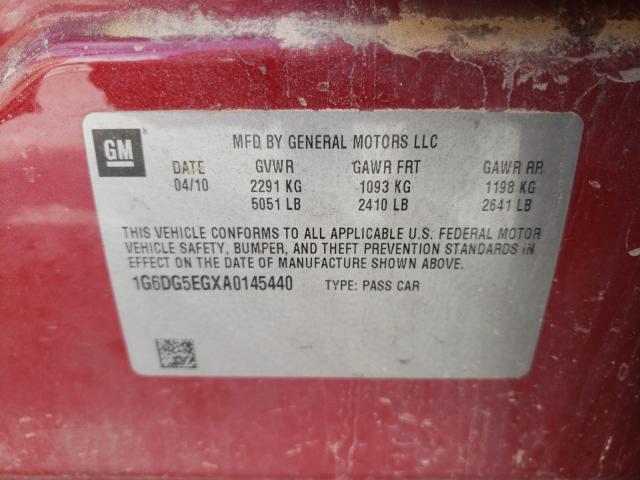 GM
MFD BY GENERAL MOTORS LLC
DATE GVWR GAWR FRT GAWR RR
04/10 2291 KG 1093 KG 1198 KG
5051 LB 2410 LB 2641 LB
THIS VEHICLE CONFORMS TO ALL APPLICABLE U.S. FEDERAL MOTOR
VEHICLE SAFETY, BUMPER, AND THEFT PREVENTION STANDARDS IN
EFFECT ON THE DATE OF MANUFACTURE SHOWN ABOVE.
1G6DG5EGXA0145440 TYPE: PASS CAR